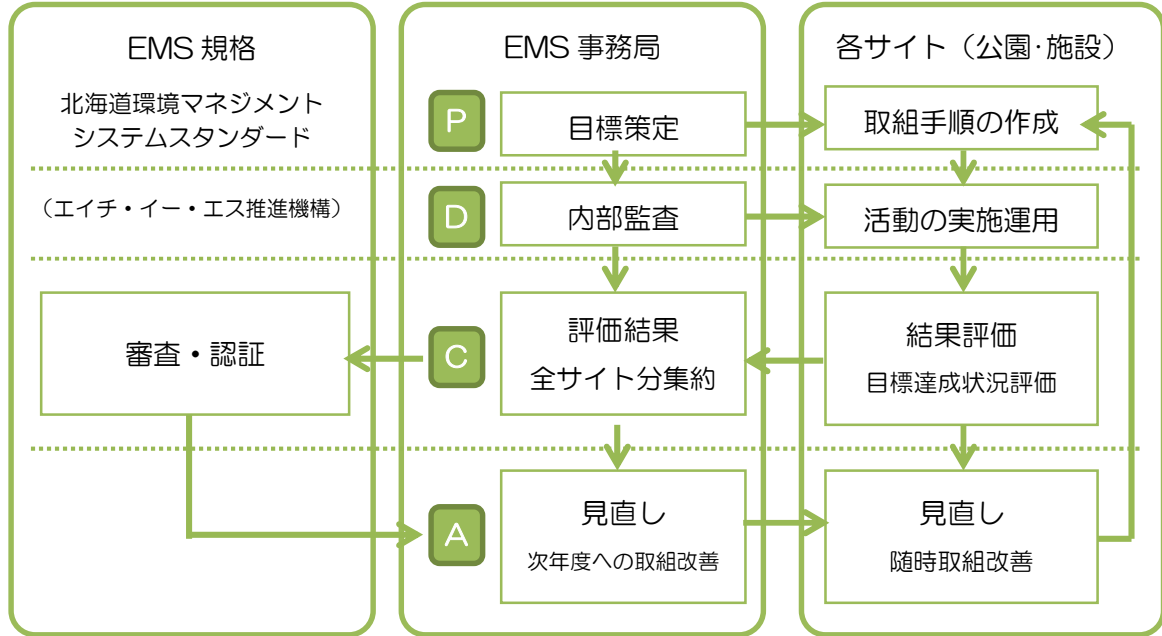 EMS 規格
北海道環境マネジメント
システムスタンダード
（エイチ・イー・エス推進機構）
審査・認証
EMS 事務局
P
目標策定
D
内部監査
C
評価結果
全サイト分集約
A
見直し
次年度への取組改善
各サイト（公園･施設）
取組手順の作成
活動の実施運用
結果評価
目標達成状況評価
見直し
随時取組改善